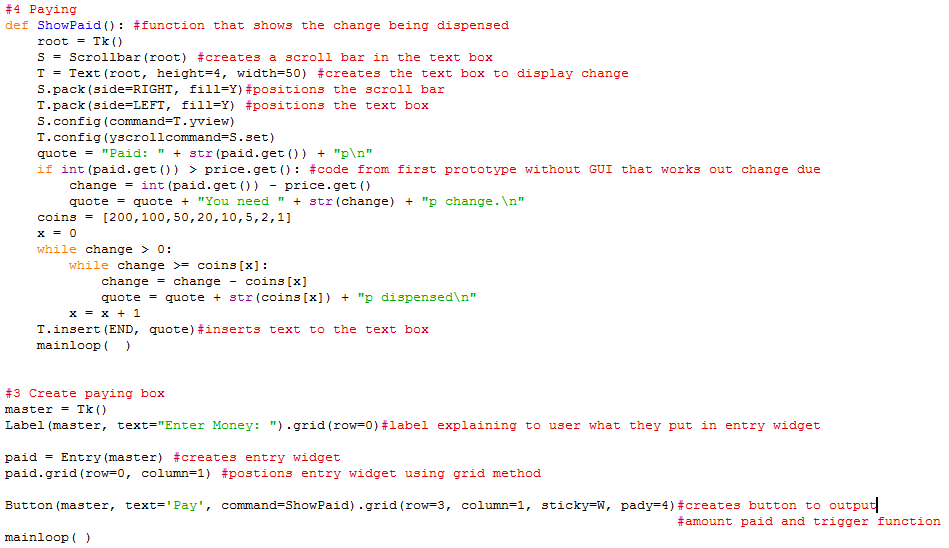 #4 Paying
def ShowPaid(): #function that shows the change being dispensed
    root = Tk()
    S = Scrollbar(root) #creates a scroll bar in the text box
    T = Text(root, height=4, width=50) #creates the text box to display change
    S.pack(side=RIGHT, fill=Y)#positions the scroll bar
    T.pack(side=LEFT, fill=Y) #positions the text box
    S.config(command=T.yview)
    T.config(yscrollcommand=S.set)
    quote = "Paid: " + str(paid.get()) + "p\n"
    if int(paid.get()) > price.get(): #code from first prototype without GUI that works out change due
        change = int(paid.get()) - price.get()
        quote = quote + "You need " + str(change) + "p change.\n"
    coins = [200,100,50,20,10,5,2,1]
    x = 0
    while change > 0:
        while change >= coins[x]:
            change = change - coins[x]
            quote = quote + str(coins[x]) + "p dispensed\n"
        x = x + 1
    T.insert(END, quote)#inserts text to the text box
    mainloop(  )
#3 Create paying box
master = Tk()
Label(master, text="Enter Money: ").grid(row=0)#label explaining to user what they put in entry widget
paid = Entry(master) #creates entry widget
paid.grid(row=0, column=1) #postions entry widget using grid method
Button(master, text='Pay', command=ShowPaid).grid(row=3, column=1, sticky=W, pady=4)#creates button to output
#amount paid and trigger function
mainloop( )